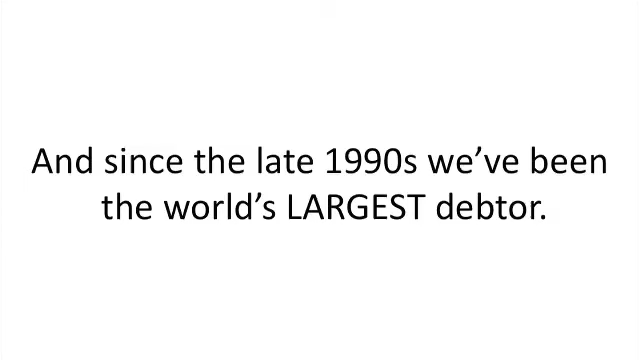 And since the late 1990s we’ve been
the world’s LARGEST debtor.